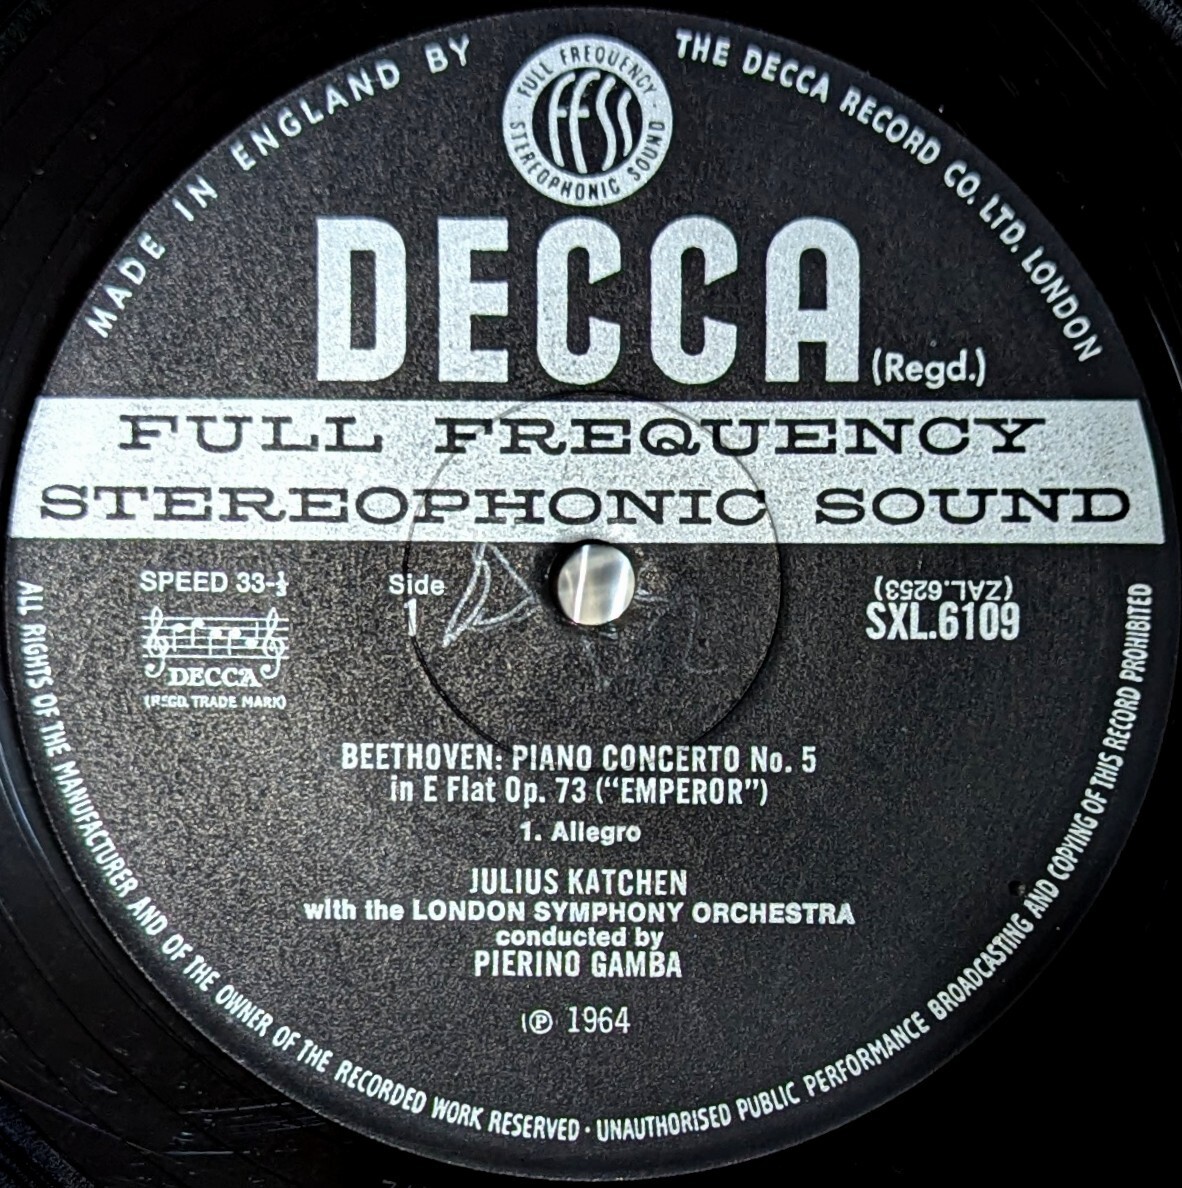 MADE IN ENGLAND BY
THE DECCA RECORD CO. LTD. LONDON
FULL FREQUENCY
FFSS
STEREOPHONIC SOUND
DECCA (Regd.)
FULL FREQUENCY
STEREOPHONIC SOUND
SPEED 33-⅓
DECCA
(REGD. TRADE MARK)
Side
1
(ZAL.6253)
SXL.6109
BEETHOVEN: PIANO CONCERTO No. 5
in E Flat Op. 73 ("EMPEROR")
1. Allegro
JULIUS KATCHEN
with the LONDON SYMPHONY ORCHESTRA
conducted by
PIERINO GAMBA
℗ 1964
ALL RIGHTS OF THE MANUFACTURER AND OF THE OWNER OF THE RECORDED WORK RESERVED · UNAUTHORISED PUBLIC PERFORMANCE BROADCASTING AND COPYING OF THIS RECORD PROHIBITED